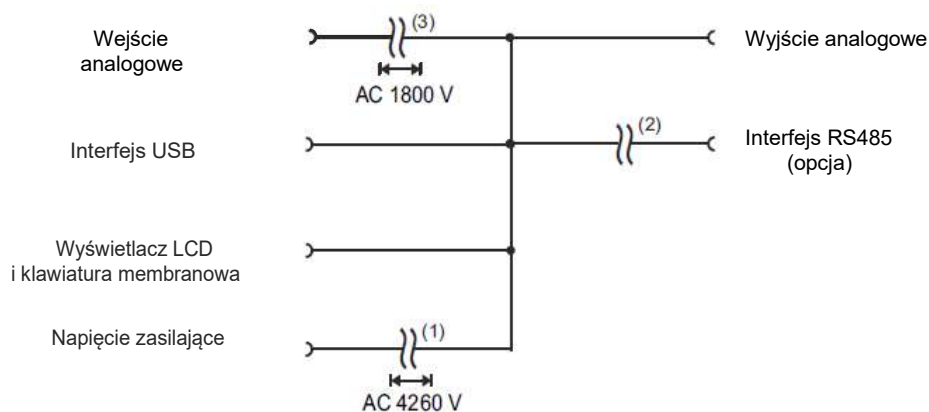 Wejście
analogowe
(3)
AC 1800 V
Wyjście analogowe
Interfejs USB
(2)
Interfejs RS485
(opcja)
Wyświetlacz LCD
i klawiatura membranowa
Napięcie zasilające
(1)
AC 4260 V